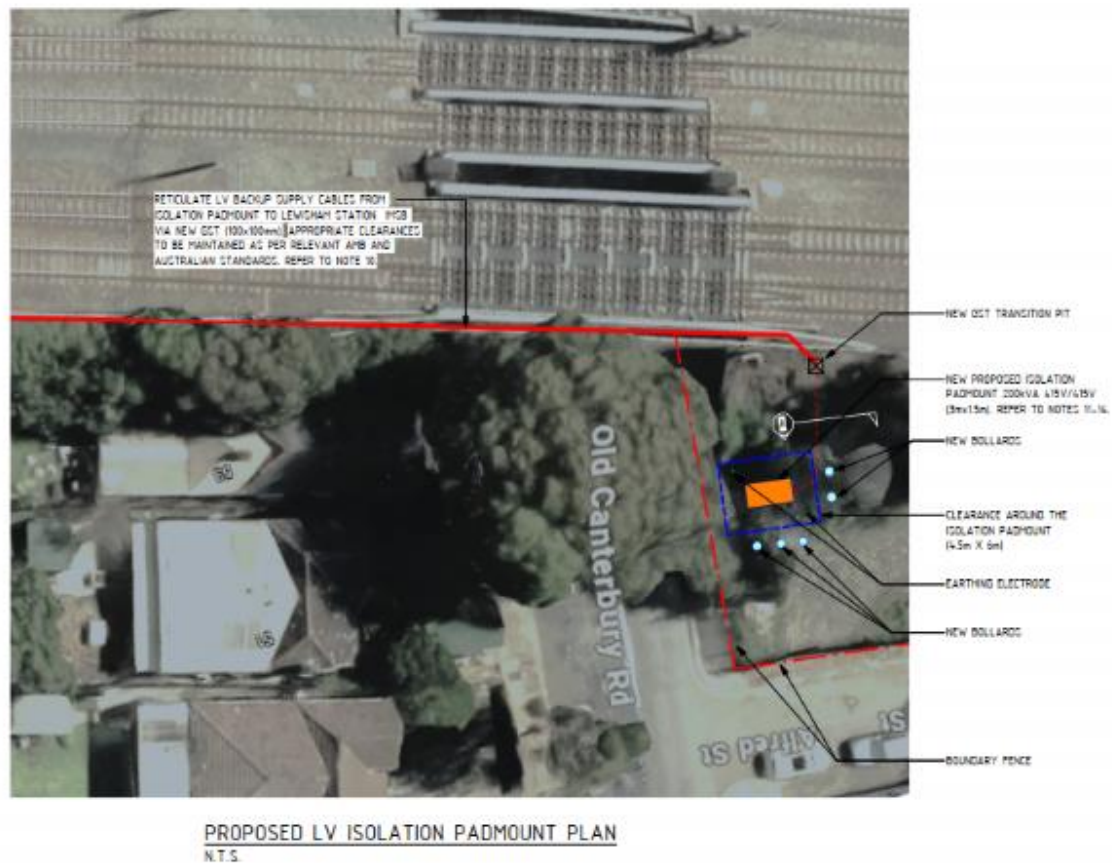 RETICULATE LV BACKUP SUPPLY CABLES FROM
ISOLATION PADMOUNT TO LEWISHAM STATION IMSB
VIA NEW GST (100x100mm). APPROPRIATE CLEARANCES
TO BE MAINTAINED AS PER RELEVANT AMB AND
AUSTRALIAN STANDARDS. REFER TO NOTE 10.
NEW GST TRANSITION PIT
NEW PROPOSED ISOLATION
PADMOUNT 200kVA 415V/415V
(3mx1.5m). REFER TO NOTES 11-14.
NEW BOLLARDS
CLEARANCE AROUND THE
ISOLATION PADMOUNT
(4.5m X 6m)
EARTHING ELECTRODE
NEW BOLLARDS
BOUNDARY FENCE
Old Canterbury Rd
Alfred St
St
PROPOSED LV ISOLATION PADMOUNT PLAN
N.T.S.